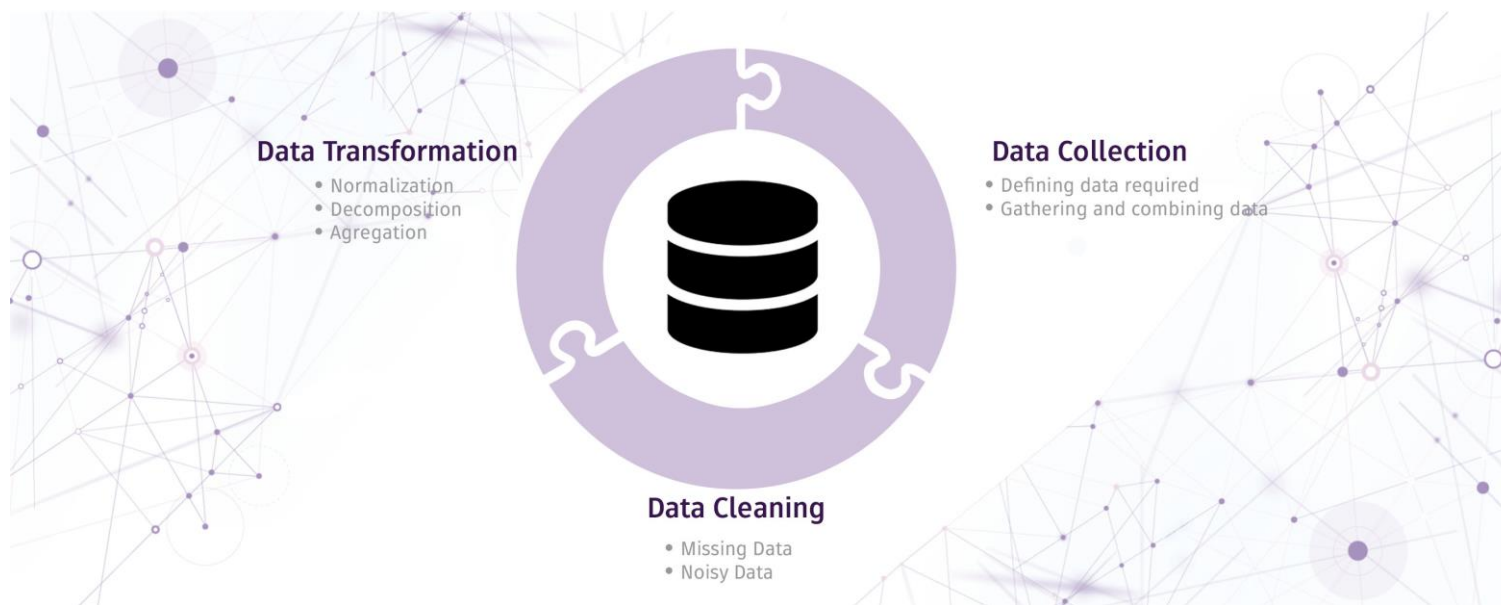 Data Transformation
• Normalization
• Decomposition
• Agregation
Data Collection
• Defining data required
• Gathering and combining data
Data Cleaning
• Missing Data
• Noisy Data